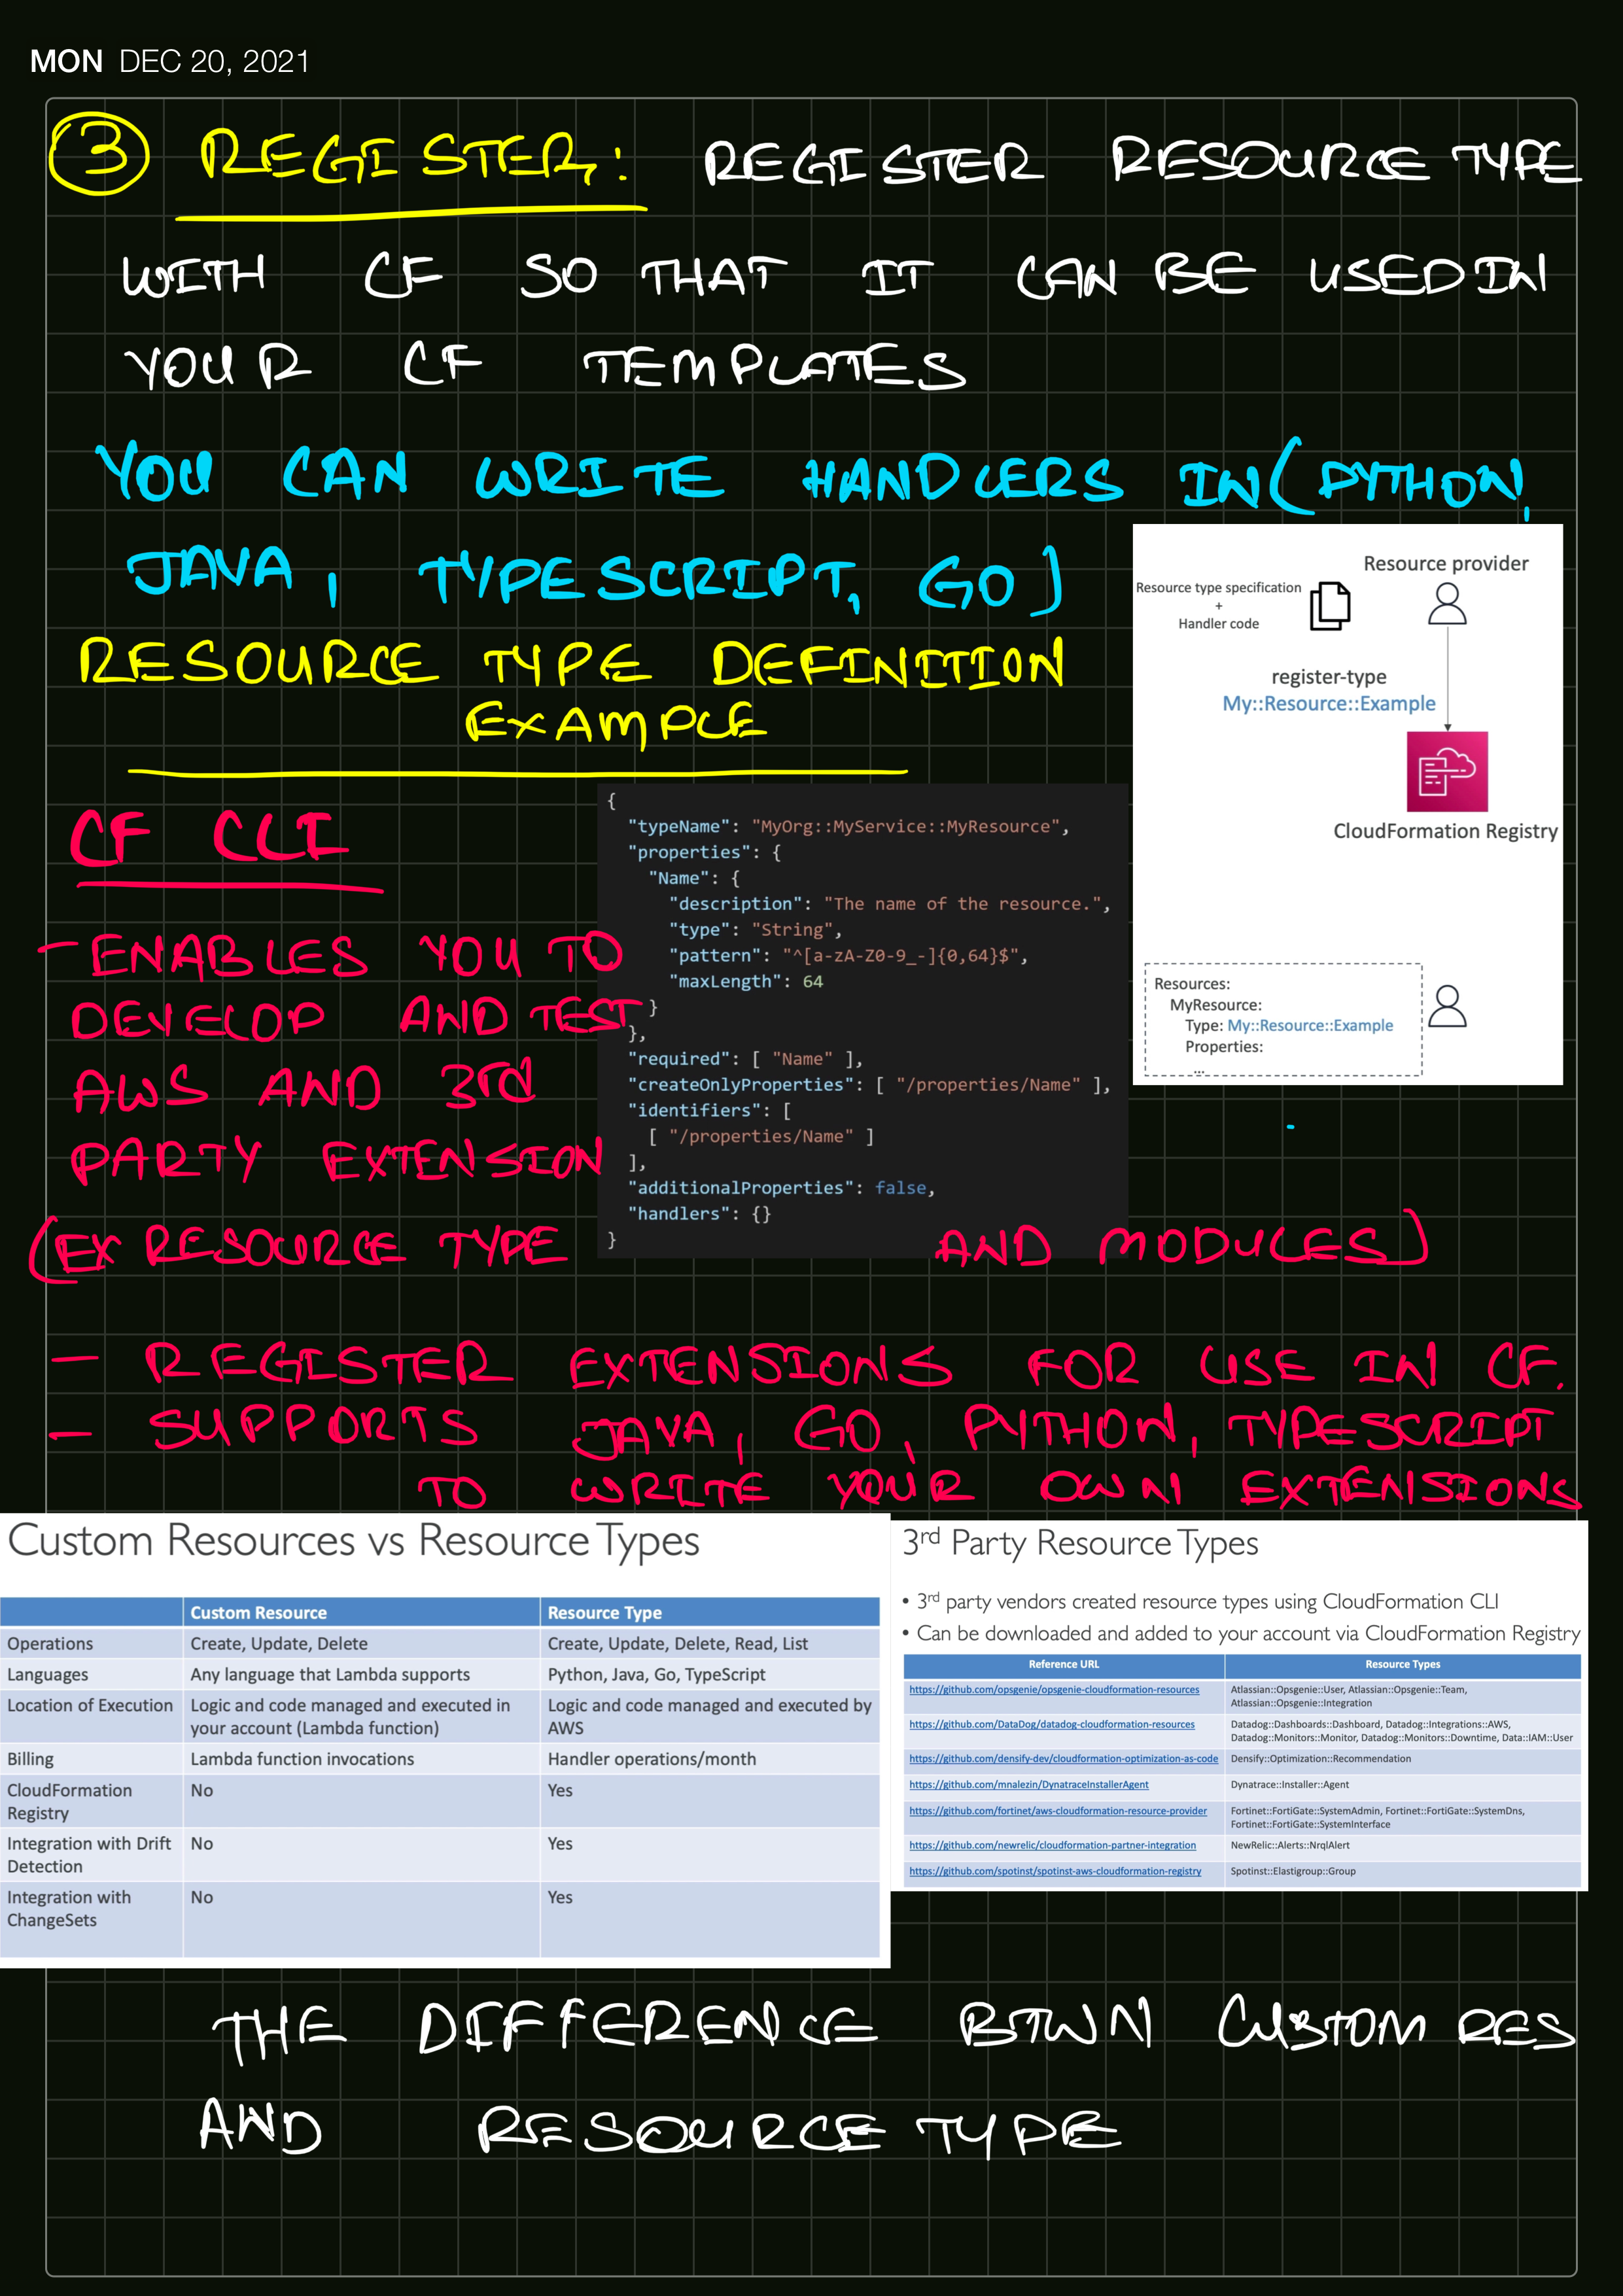 MON DEC 20, 2021
3 REGISTER: REGISTER RESOURCE TYPE
WITH CF SO THAT IT CAN BE USED IN
YOUR CF TEMPLATES
YOU CAN WRITE HANDLERS IN (PYTHON,
JAVA, TYPESCRIPT, GO)
RESOURCE TYPE DEFINITION
EXAMPLE
Resource provider
Resource type specification
+
Handler code
register-type
My::Resource::Example
CloudFormation Registry
Resources:
MyResource:
Type: My::Resource::Example
Properties:
...
{
"typeName": "MyOrg::MyService::MyResource",
"properties": {
"Name": {
"description": "The name of the resource.",
"type": "String",
"pattern": "^[a-zA-Z0-9_-]{0,64}$",
"maxLength": 64
}
},
"required": [ "Name" ],
"createOnlyProperties": [ "/properties/Name" ],
"identifiers": [
[ "/properties/Name" ]
],
"additionalProperties": false,
"handlers": {}
}
CF CLI
- ENABLES YOU TO
DEVELOP AND TEST
AWS AND 3rd
PARTY EXTENSION
(EX RESOURCE TYPE AND MODULES)
- REGISTER EXTENSIONS FOR USE IN CF.
- SUPPORTS JAVA, GO, PYTHON, TYPESCRIPT
TO WRITE YOUR OWN EXTENSIONS
Custom Resources vs Resource Types
Custom Resource Resource Type
Operations Create, Update, Delete Create, Update, Delete, Read, List
Languages Any language that Lambda supports Python, Java, Go, TypeScript
Location of Execution Logic and code managed and executed in Logic and code managed and executed by
your account (Lambda function) AWS
Billing Lambda function invocations Handler operations/month
CloudFormation No Yes
Registry
Integration with Drift No Yes
Detection
Integration with No Yes
ChangeSets
3rd Party Resource Types
• 3rd party vendors created resource types using CloudFormation CLI
• Can be downloaded and added to your account via CloudFormation Registry
Reference URL Resource Types
https://github.com/opsgenie/opsgenie-cloudformation-resources Atlassian::Opsgenie::User, Atlassian::Opsgenie::Team,
Atlassian::Opsgenie::Integration
https://github.com/DataDog/datadog-cloudformation-resources Datadog::Dashboards::Dashboard, Datadog::Integrations::AWS,
Datadog::Monitors::Monitor, Datadog::Monitors::Downtime, Data::IAM::User
https://github.com/densify-dev/cloudformation-optimization-as-code Densify::Optimization::Recommendation
https://github.com/mnalezin/DynatraceInstallerAgent Dynatrace::Installer::Agent
https://github.com/fortinet/aws-cloudformation-resource-provider Fortinet::FortiGate::SystemAdmin, Fortinet::FortiGate::SystemDns,
Fortinet::FortiGate::SystemInterface
https://github.com/newrelic/cloudformation-partner-integration NewRelic::Alerts::NrqlAlert
https://github.com/spotinst/spotinst-aws-cloudformation-registry Spotinst::Elastigroup::Group
THE DIFFERENCE BTWN CUSTOM RES
AND RESOURCE TYPE